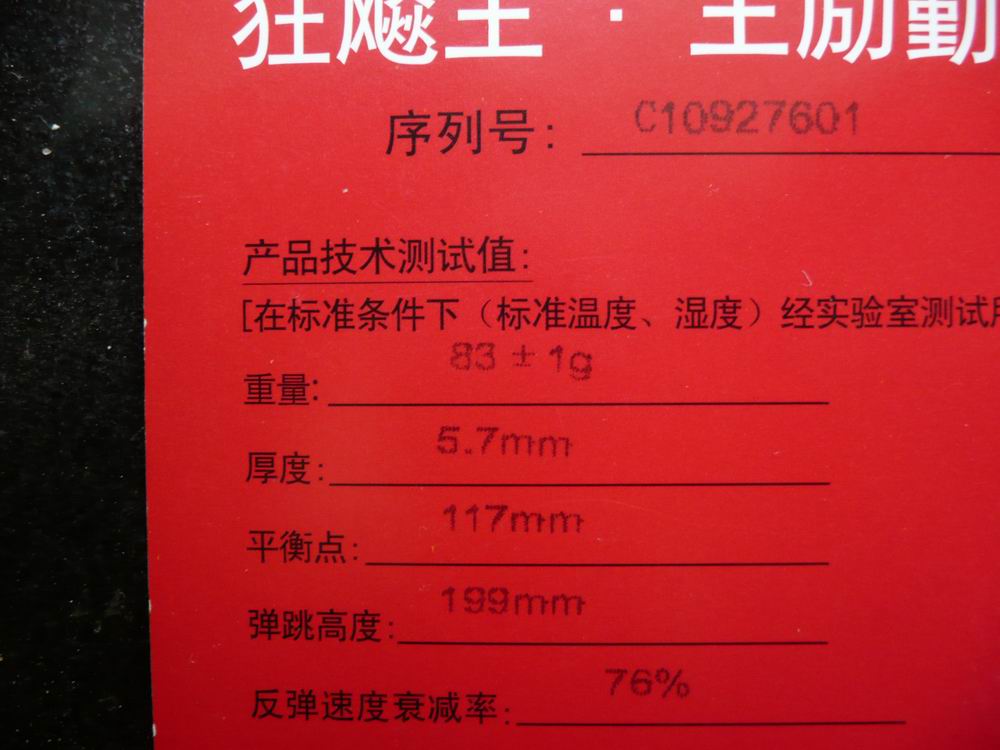 狂飚王·王励勤
序列号: C10927601
产品技术测试值:
[在标准条件下（标准温度、湿度）经实验室测试所
重量: 83 ± 1g
厚度: 5.7mm
平衡点: 117mm
弹跳高度: 199mm
反弹速度衰减率: 76%